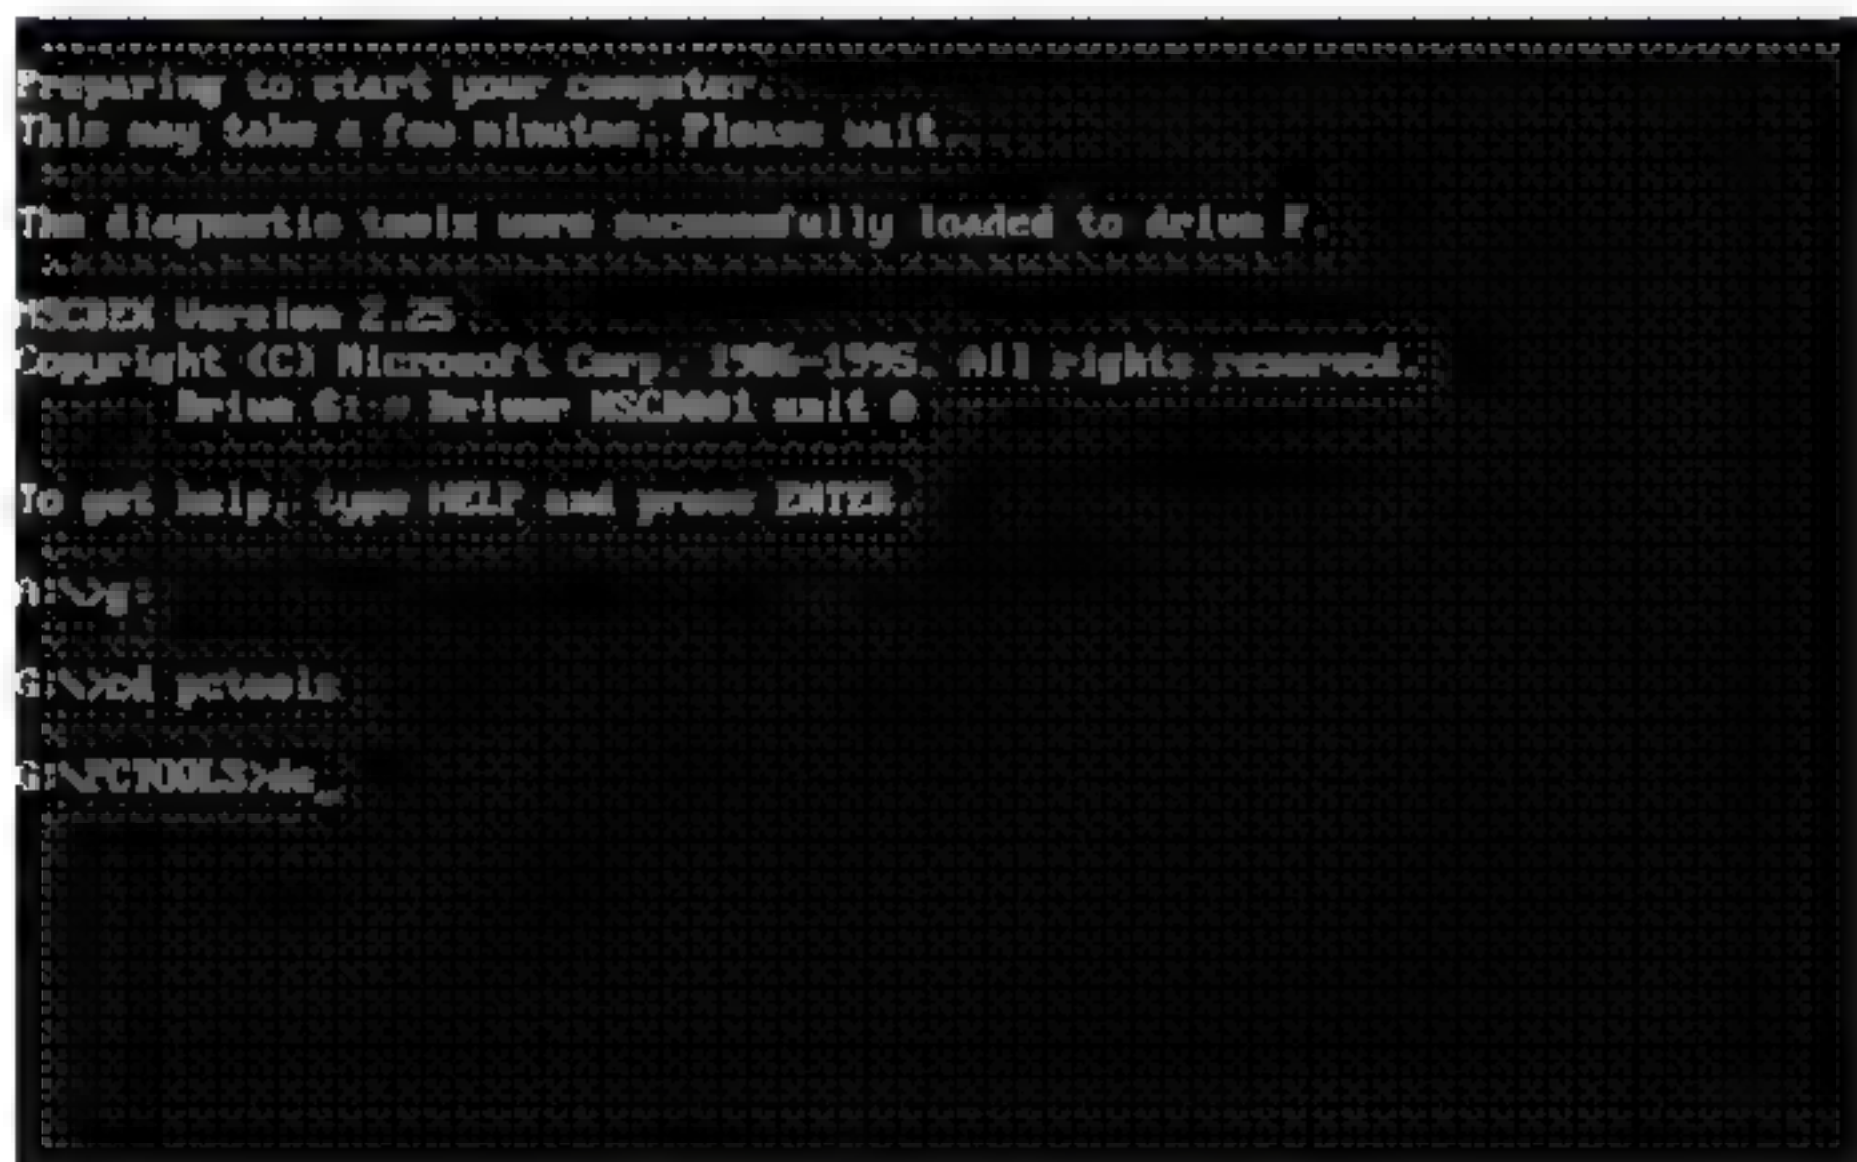 Preparing to start your computer.
This may take a few minutes. Please wait...
The diagnostic tools were successfully loaded to drive F.
MSCDEX Version 2.25
Copyright (C) Microsoft Corp. 1986-1995. All rights reserved.
Drive G: = Driver MSCD001 unit 0
To get help, type HELP and press ENTER.
A:\>g:
G:\>cd pctools
G:\PCTOOLS>de_